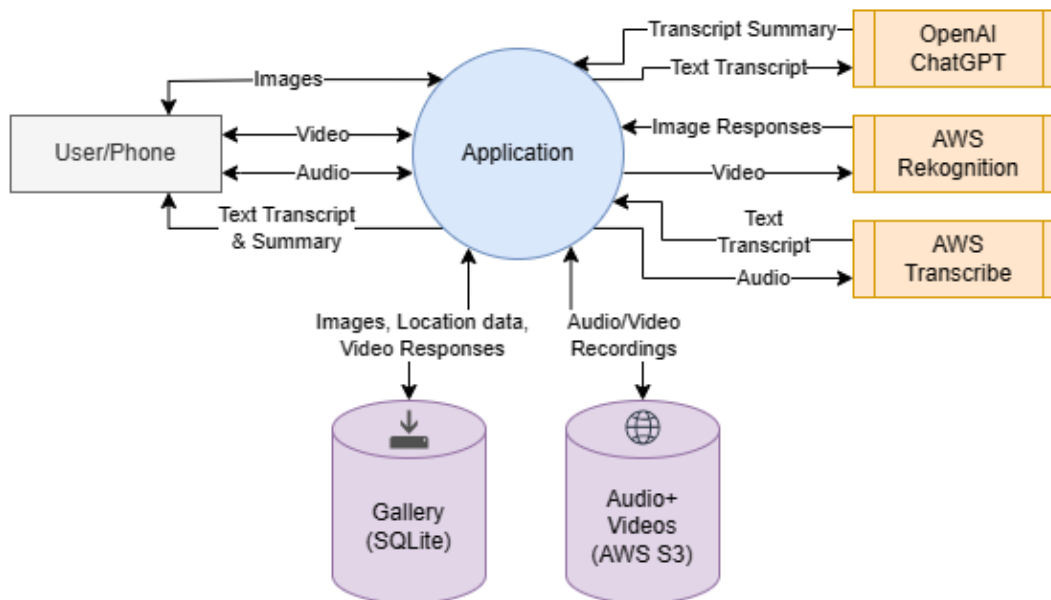 Transcript Summary
OpenAI
ChatGPT
Text Transcript
Images
Image Responses
AWS
Rekognition
Video
User/Phone
Video
Audio
Application
Text Transcript
& Summary
Text
Transcript
AWS
Transcribe
Audio
Images, Location data,
Video Responses
Audio/Video
Recordings
Gallery
(SQLite)
Audio+
Videos
(AWS S3)